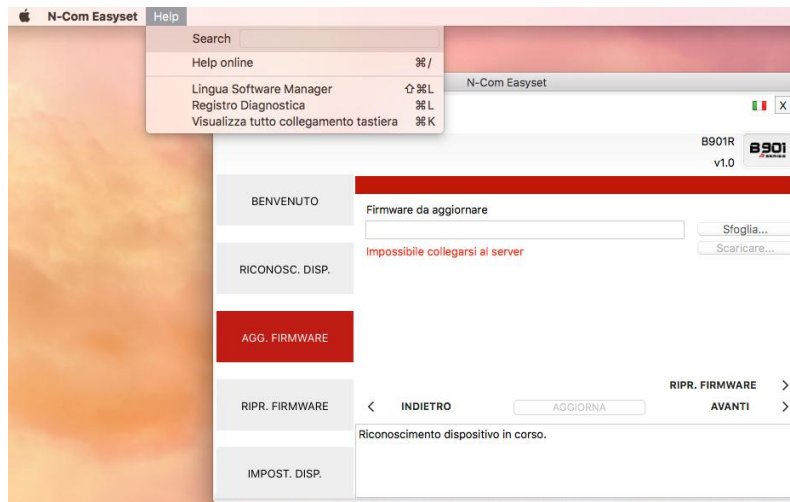 N-Com Easyset Help
Search
Help online ⌘/
Lingua Software Manager ⇧⌘L
Registro Diagnostica ⌘L
Visualizza tutto collegamento tastiera ⌘K
N-Com Easyset
X
B901R
v1.0
B901
R SERIES
BENVENUTO
RICONOSC. DISP.
AGG. FIRMWARE
RIPR. FIRMWARE
IMPOST. DISP.
Firmware da aggiornare
Sfoglia...
Impossibile collegarsi al server
Scaricare...
RIPR. FIRMWARE >
< INDIETRO AGGIORNA AVANTI >
Riconoscimento dispositivo in corso.